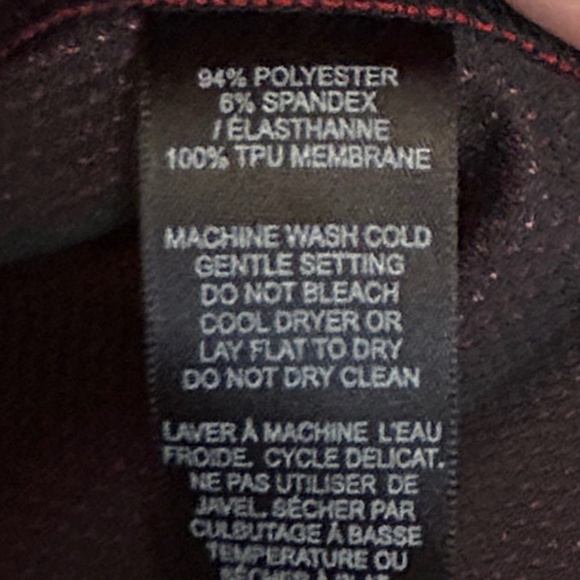 94% POLYESTER
6% SPANDEX
/ ÉLASTHANNE
100% TPU MEMBRANE
MACHINE WASH COLD
GENTLE SETTING
DO NOT BLEACH
COOL DRYER OR
LAY FLAT TO DRY
DO NOT DRY CLEAN
LAVER À MACHINE L'EAU
FROIDE. CYCLE DÉLICAT.
NE PAS UTILISER DE
JAVEL. SÉCHER PAR
CULBUTAGE À BASSE
TEMPERATURE OU